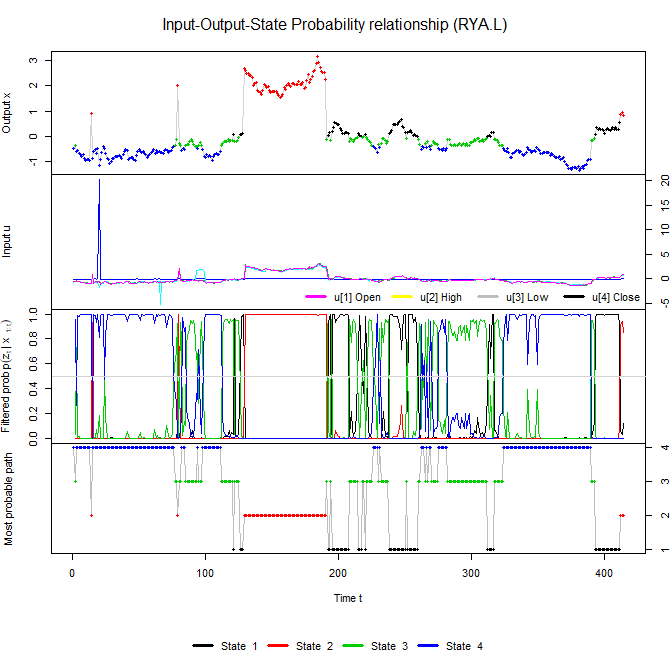 Input-Output-State Probability relationship (RYA.L)
Output x
3
2
1
0
-1
Input u
20
15
10
5
0
-5
u[1] Open u[2] High u[3] Low u[4] Close
Filtered prob p(z_t | x_1:t)
1.0
0.8
0.6
0.4
0.2
0.0
Most probable path
4
3
2
1
0 100 200 300 400
Time t
State 1 State 2 State 3 State 4